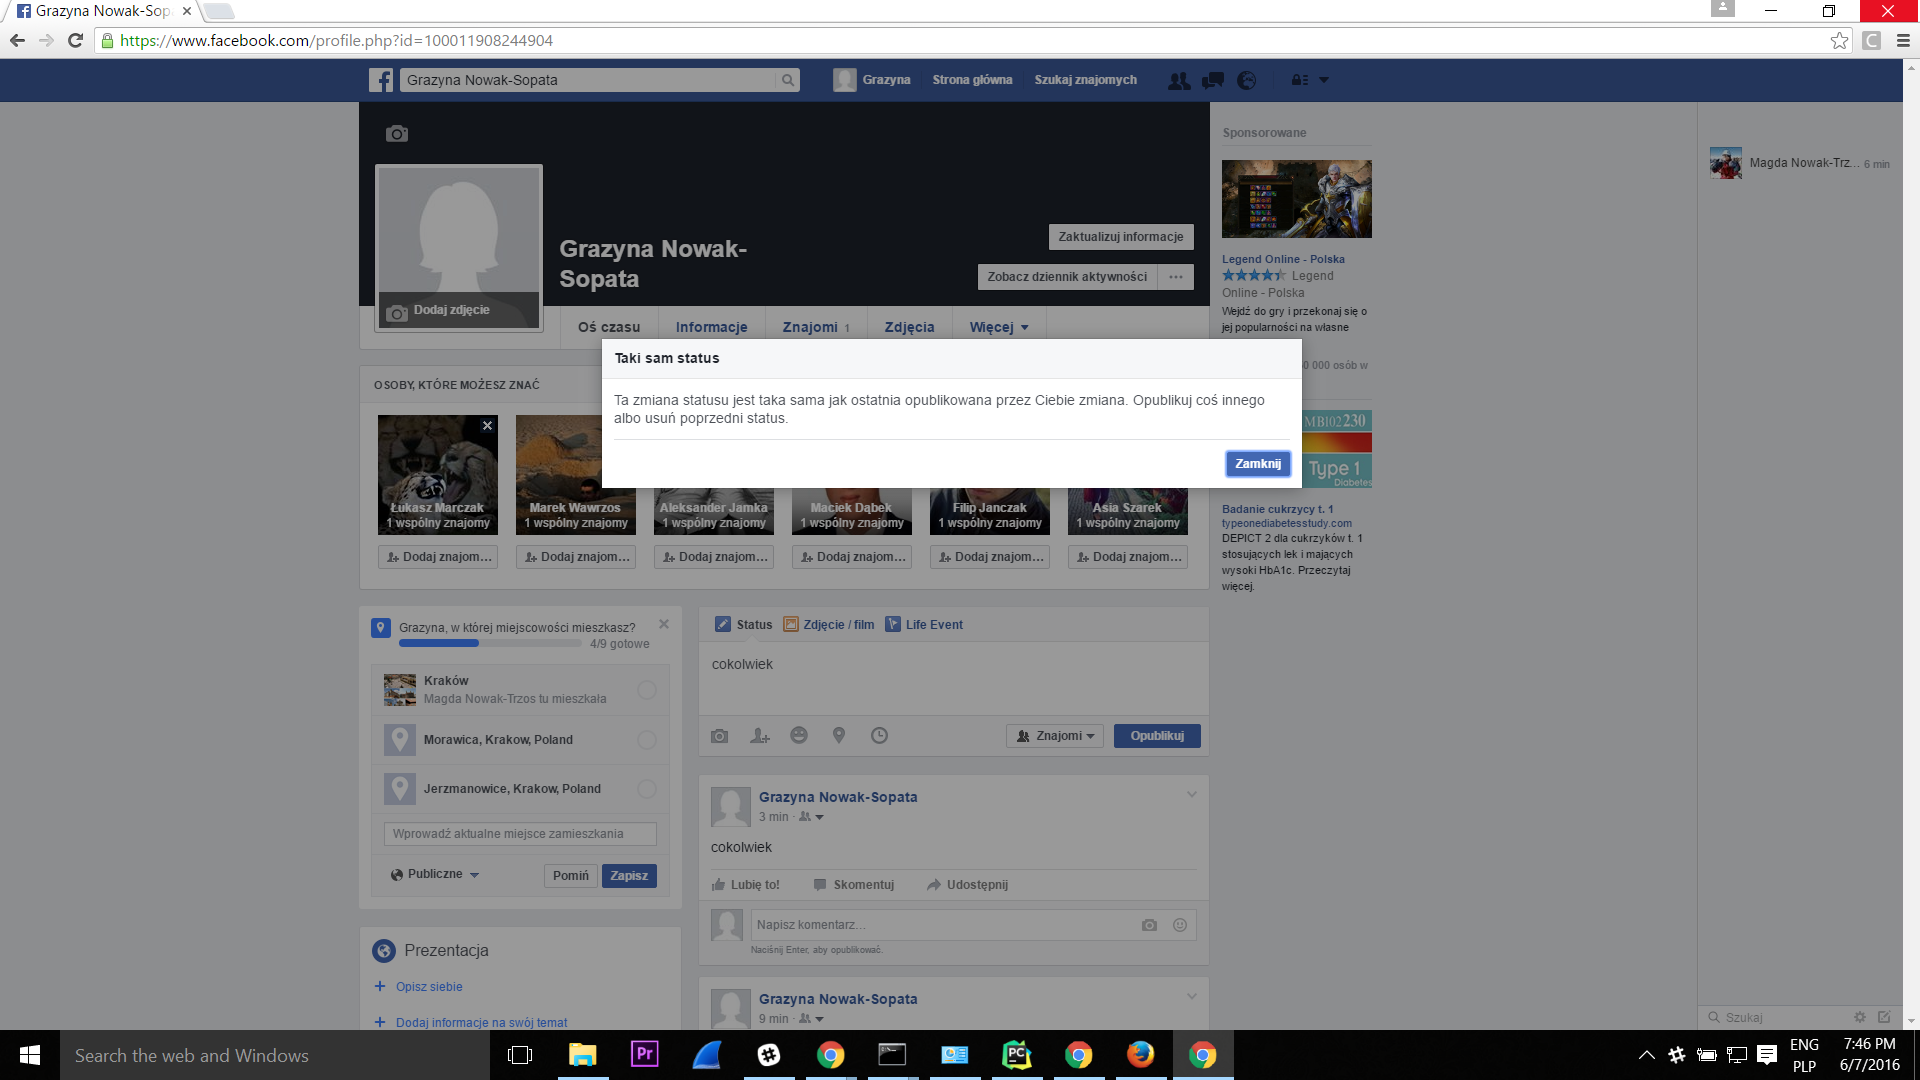 Grazyna Nowak-Sop
https://www.facebook.com/profile.php?id=100011908244904
Grazyna Nowak-Sopata
Grazyna
Strona główna
Szukaj znajomych
Grazyna Nowak-
Sopata
Dodaj zdjęcie
Zaktualizuj informacje
Zobacz dziennik aktywności
Oś czasu
Informacje
Znajomi 1
Zdjęcia
Więcej
Sponsorowane
Legend Online - Polska
Legend
Online - Polska
Wejdź do gry i przekonaj się o
jej popularności na własne
0 000 osób w
MB102230
Type 1
Diabetes
Badanie cukrzycy t. 1
typeonediabetesstudy.com
DEPICT 2 dla cukrzyków t. 1
stosujących lek i mających
wysoki HbA1c. Przeczytaj
więcej.
Magda Nowak-Trz... 6 min
Taki sam status
Ta zmiana statusu jest taka sama jak ostatnia opublikowana przez Ciebie zmiana. Opublikuj coś innego
albo usuń poprzedni status.
Zamknij
OSOBY, KTÓRE MOŻESZ ZNAĆ
Łukasz Marczak
1 wspólny znajomy
Dodaj znajom...
Marek Wawrzos
1 wspólny znajomy
Dodaj znajom...
Aleksander Jamka
1 wspólny znajomy
Dodaj znajom...
Maciek Dąbek
1 wspólny znajomy
Dodaj znajom...
Filip Janczak
1 wspólny znajomy
Dodaj znajom...
Asia Szarek
1 wspólny znajomy
Dodaj znajom...
Grazyna, w której miejscowości mieszkasz?
4/9 gotowe
Kraków
Magda Nowak-Trzos tu mieszkała
Morawica, Krakow, Poland
Jerzmanowice, Krakow, Poland
Wprowadź aktualne miejsce zamieszkania
Publiczne
Pomiń
Zapisz
Prezentacja
Opisz siebie
Dodaj informacje na swój temat
Status
Zdjęcie / film
Life Event
cokolwiek
Znajomi
Opublikuj
Grazyna Nowak-Sopata
3 min ·
cokolwiek
Lubię to!
Skomentuj
Udostępnij
Napisz komentarz...
Naciśnij Enter, aby opublikować.
Grazyna Nowak-Sopata
9 min ·
Szukaj
Search the web and Windows
Pr
PC
ENG
PLP
7:46 PM
6/7/2016